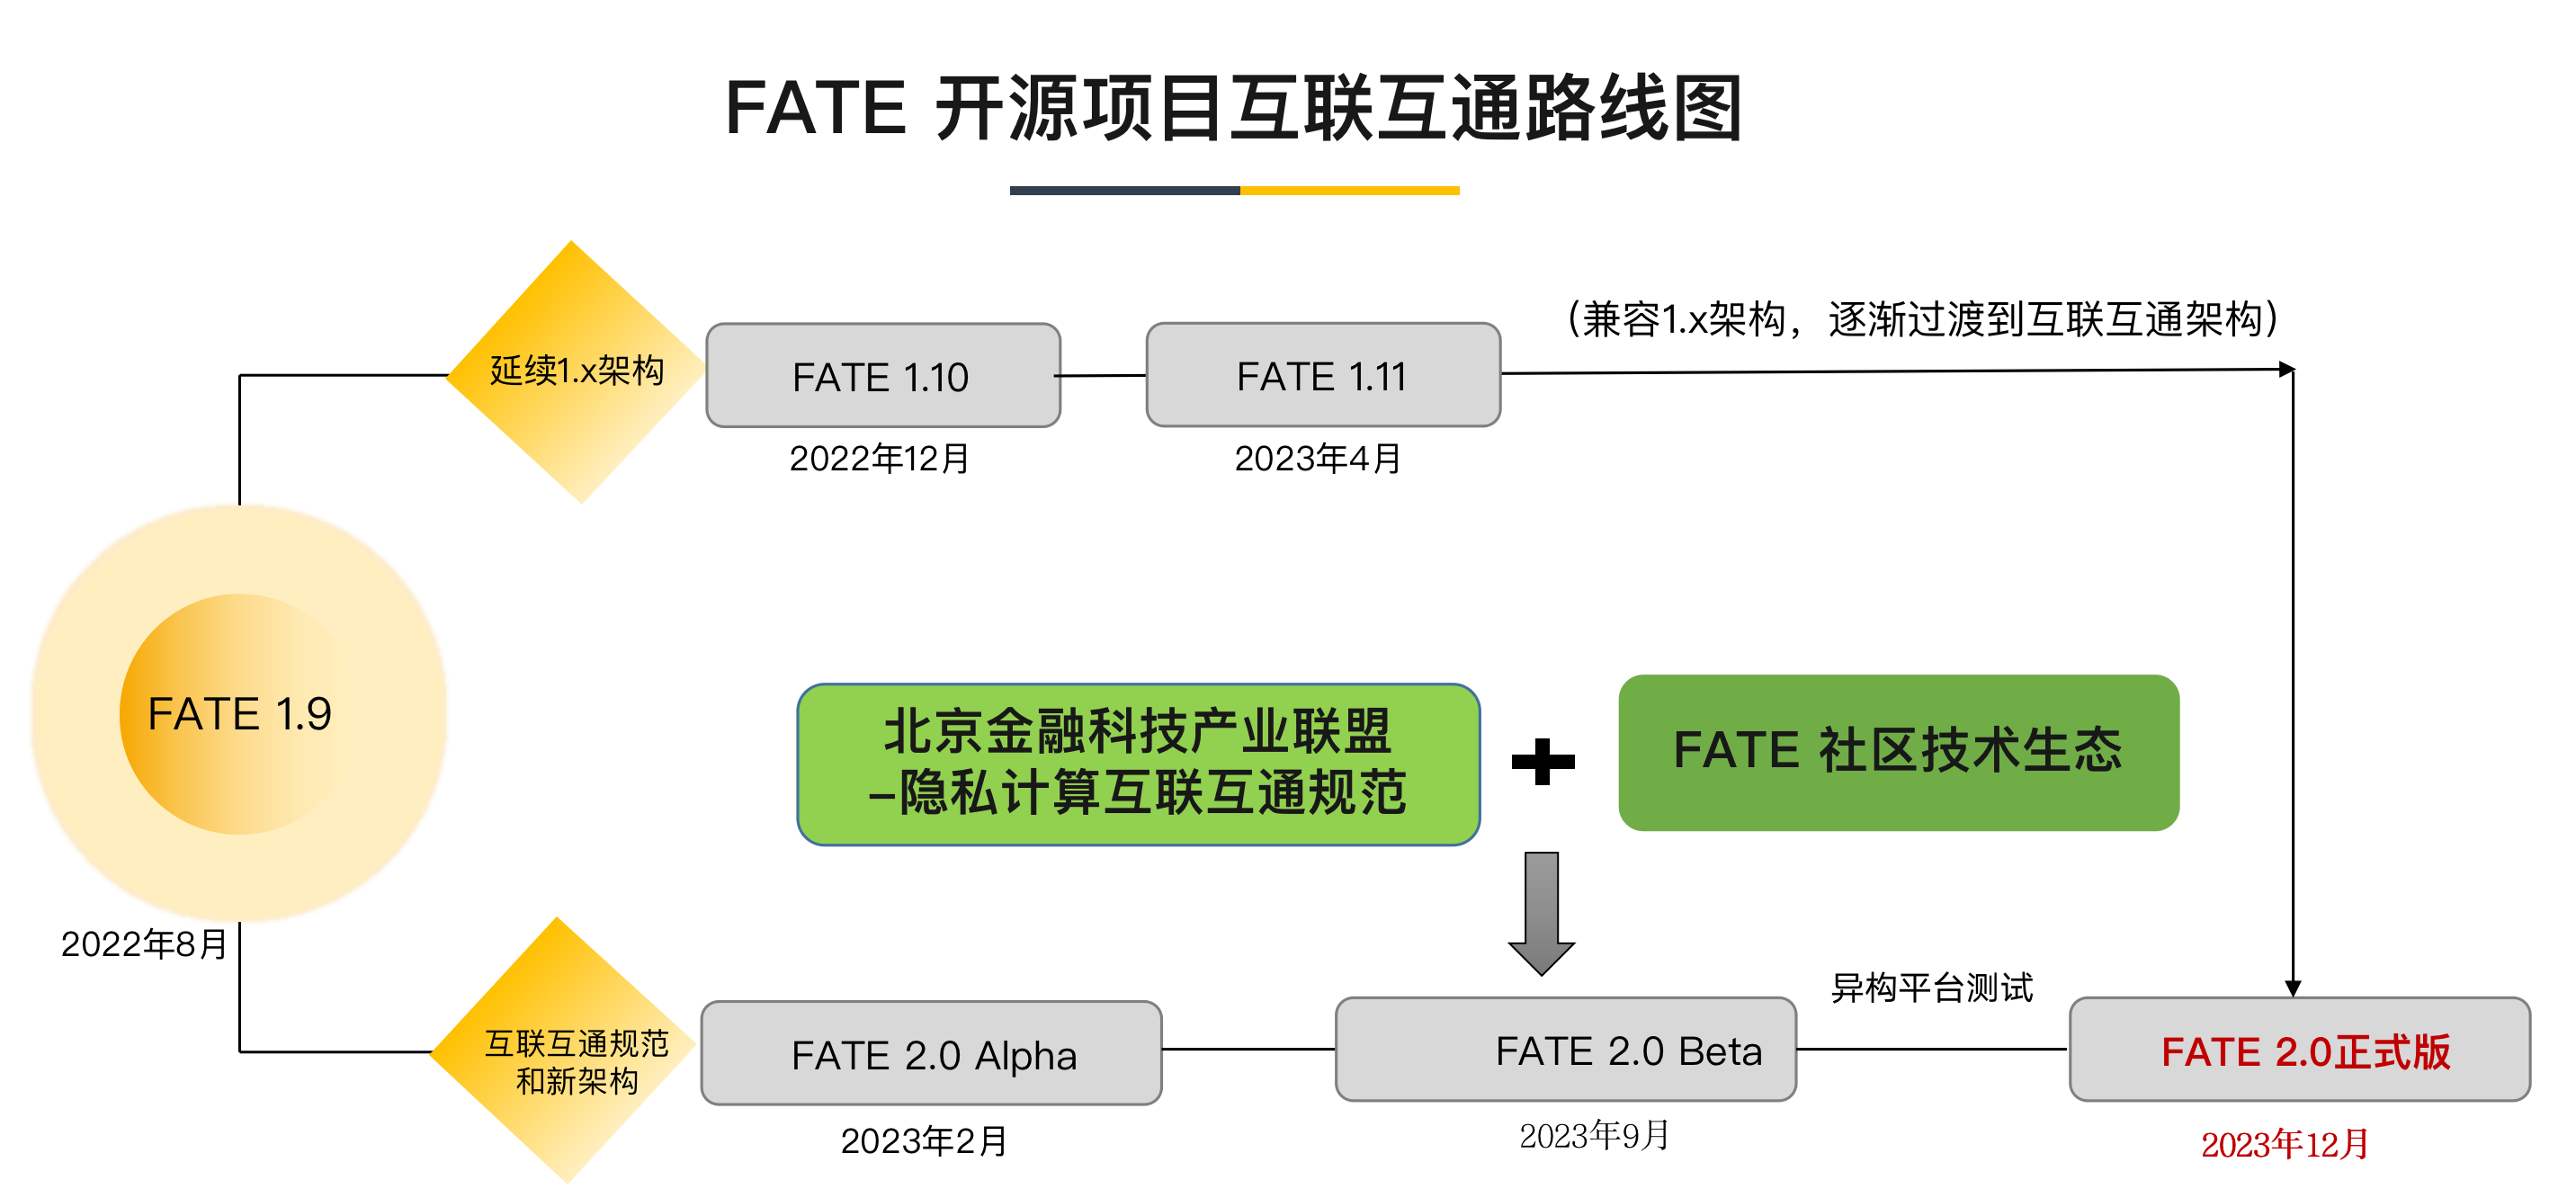 FATE 开源项目互联互通路线图
(兼容1.x架构，逐渐过渡到互联互通架构)
延续1.x架构
FATE 1.10
FATE 1.11
2022年12月
2023年4月
FATE 1.9
北京金融科技产业联盟
-隐私计算互联互通规范
+
FATE 社区技术生态
2022年8月
异构平台测试
互联互通规范
和新架构
FATE 2.0 Alpha
FATE 2.0 Beta
FATE 2.0正式版
2023年2月
2023年9月
2023年12月